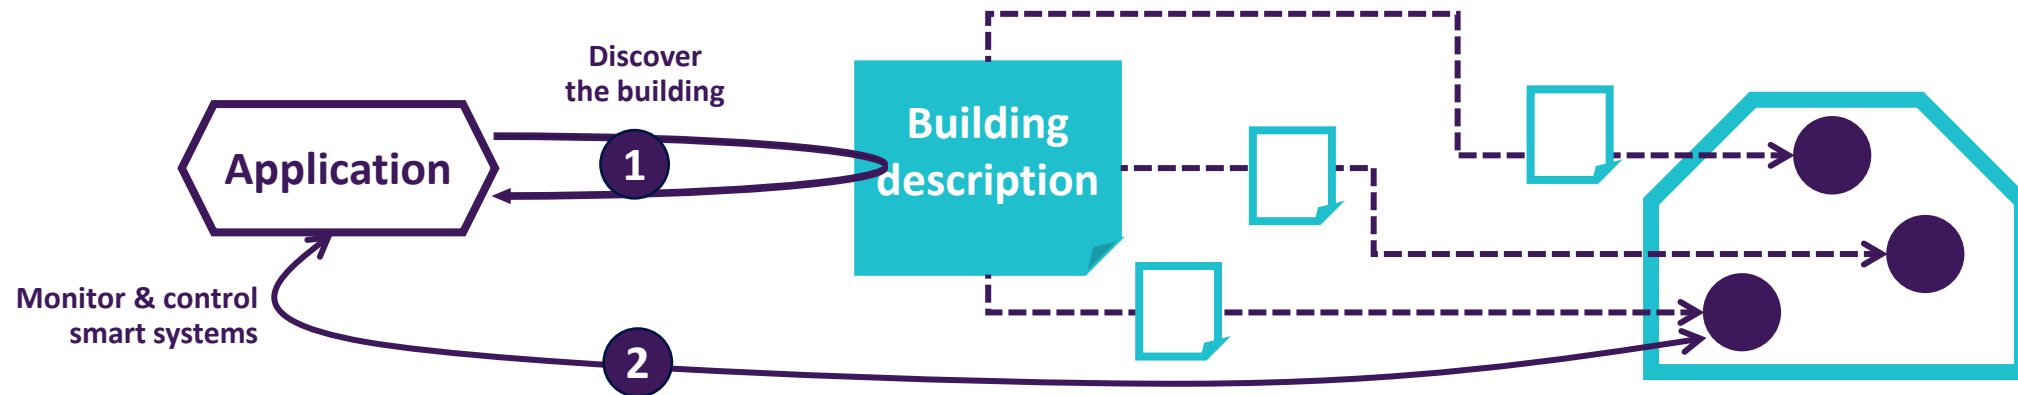 Discover
the building
Application
1
Building
description
Monitor & control
smart systems
2